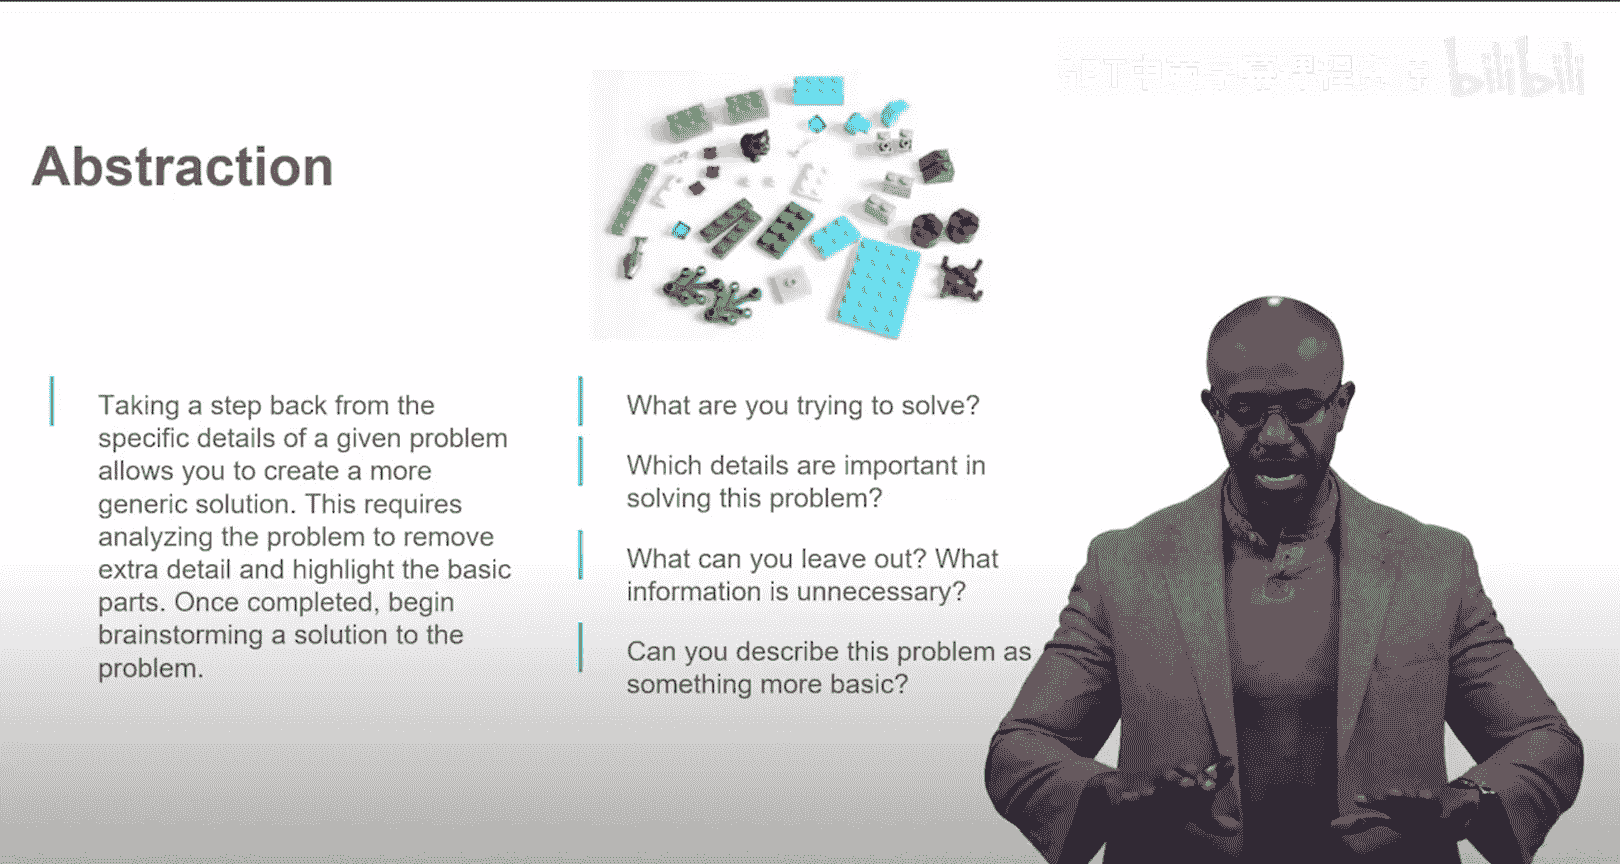 bilibili
Abstraction
Taking a step back from the
specific details of a given problem
allows you to create a more
generic solution. This requires
analyzing the problem to remove
extra detail and highlight the basic
parts. Once completed, begin
brainstorming a solution to the
problem.
What are you trying to solve?
Which details are important in
solving this problem?
What can you leave out? What
information is unnecessary?
Can you describe this problem as
something more basic?